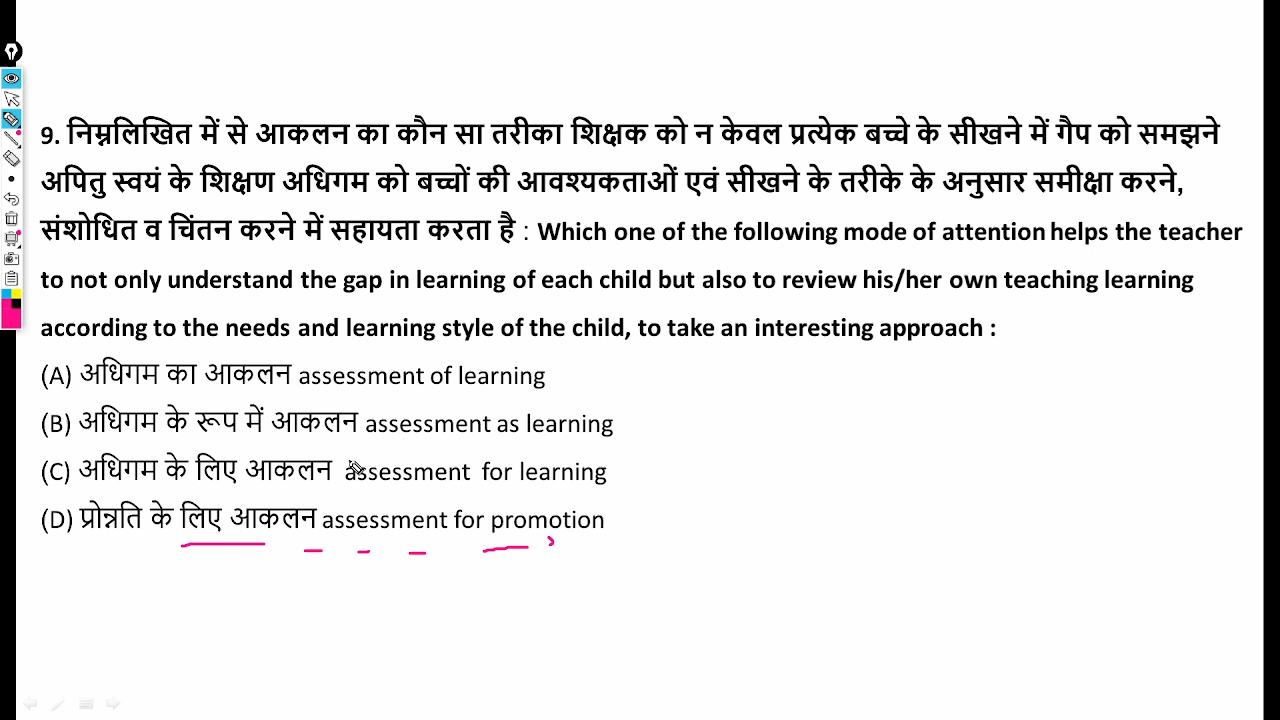 9. निम्नलिखित में से आकलन का कौन सा तरीका शिक्षक को न केवल प्रत्येक बच्चे के सीखने में गैप को समझने
अपितु स्वयं के शिक्षण अधिगम को बच्चों की आवश्यकताओं एवं सीखने के तरीके के अनुसार समीक्षा करने,
संशोधित व चिंतन करने में सहायता करता है : Which one of the following mode of attention helps the teacher
to not only understand the gap in learning of each child but also to review his/her own teaching learning
according to the needs and learning style of the child, to take an interesting approach :
(A) अधिगम का आकलन assessment of learning
(B) अधिगम के रूप में आकलन assessment as learning
(C) अधिगम के लिए आकलन assessment for learning
(D) प्रोन्नति के लिए आकलन assessment for promotion